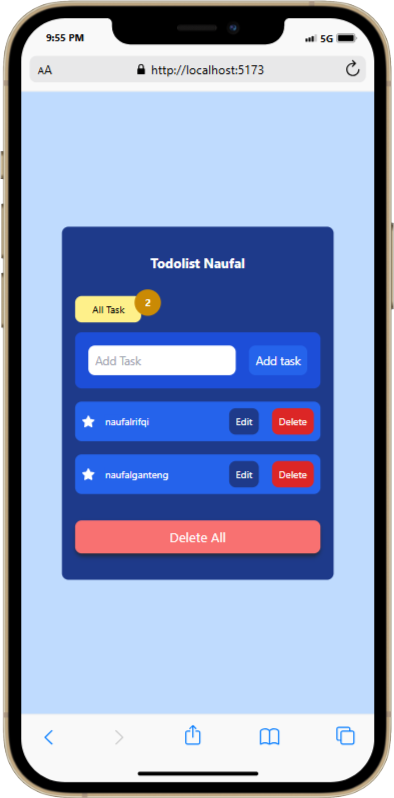 9:55 PM 5G
AA http://localhost:5173
Todolist Naufal
All Task 2
Add Task Add task
naufalrifqi Edit Delete
naufalganteng Edit Delete
Delete All